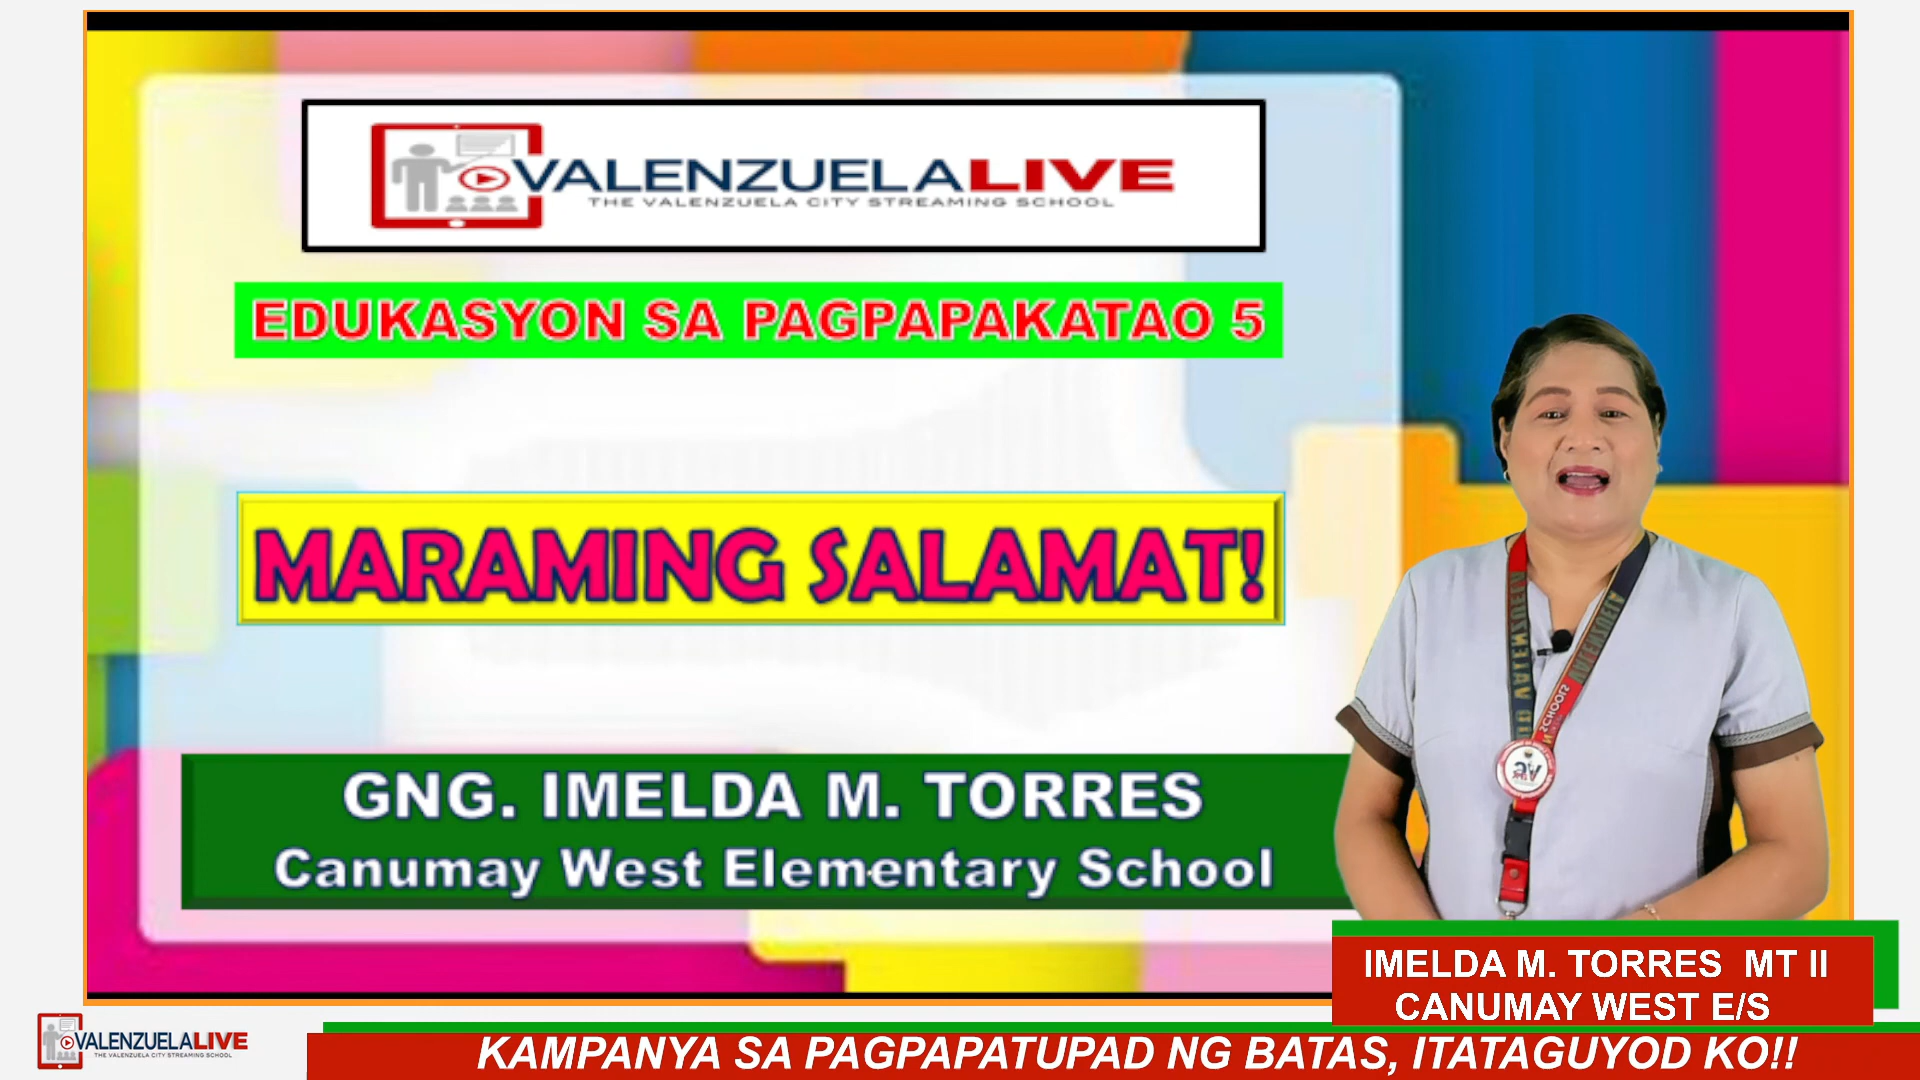 VALENZUELALIVE
THE VALENZUELA CITY STREAMING SCHOOL
EDUKASYON SA PAGPAPAKATAO 5
MARAMING SALAMAT!
GNG. IMELDA M. TORRES
Canumay West Elementary School
IMELDA M. TORRES MT II
CANUMAY WEST E/S
VALENZUELALIVE
THE VALENZUELA CITY STREAMING SCHOOL
KAMPANYA SA PAGPAPATUPAD NG BATAS, ITATAGUYOD KO!!